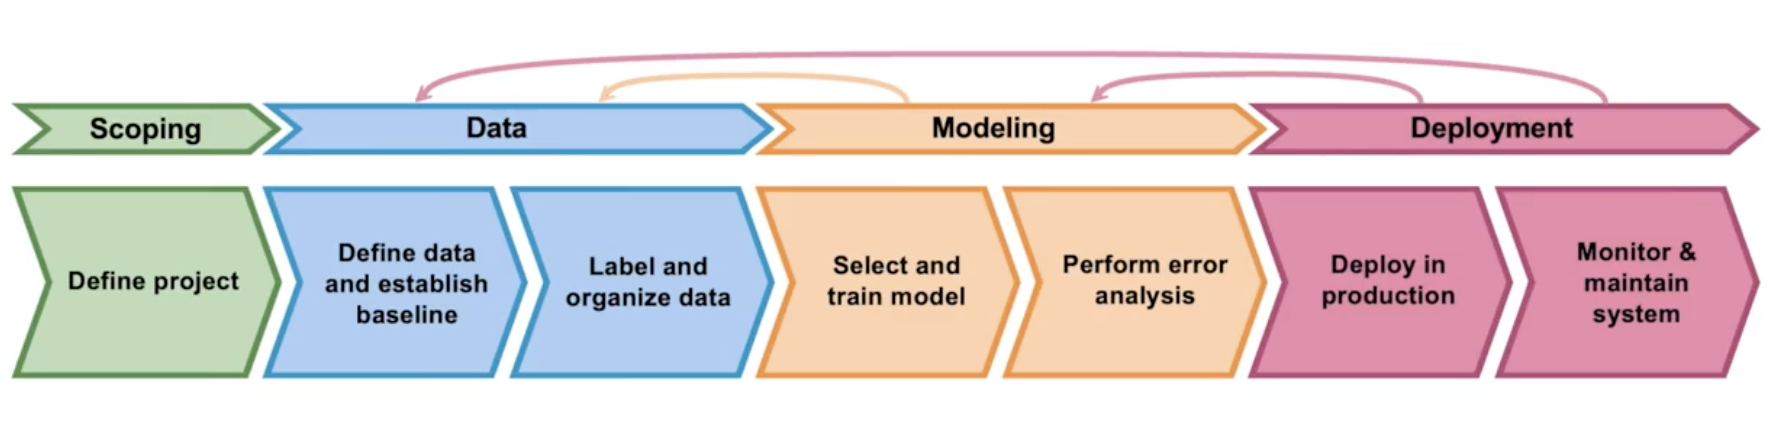 Scoping
Data
Modeling
Deployment
Define project
Define data
and establish
baseline
Label and
organize data
Select and
train model
Perform error
analysis
Deploy in
production
Monitor &
maintain
system